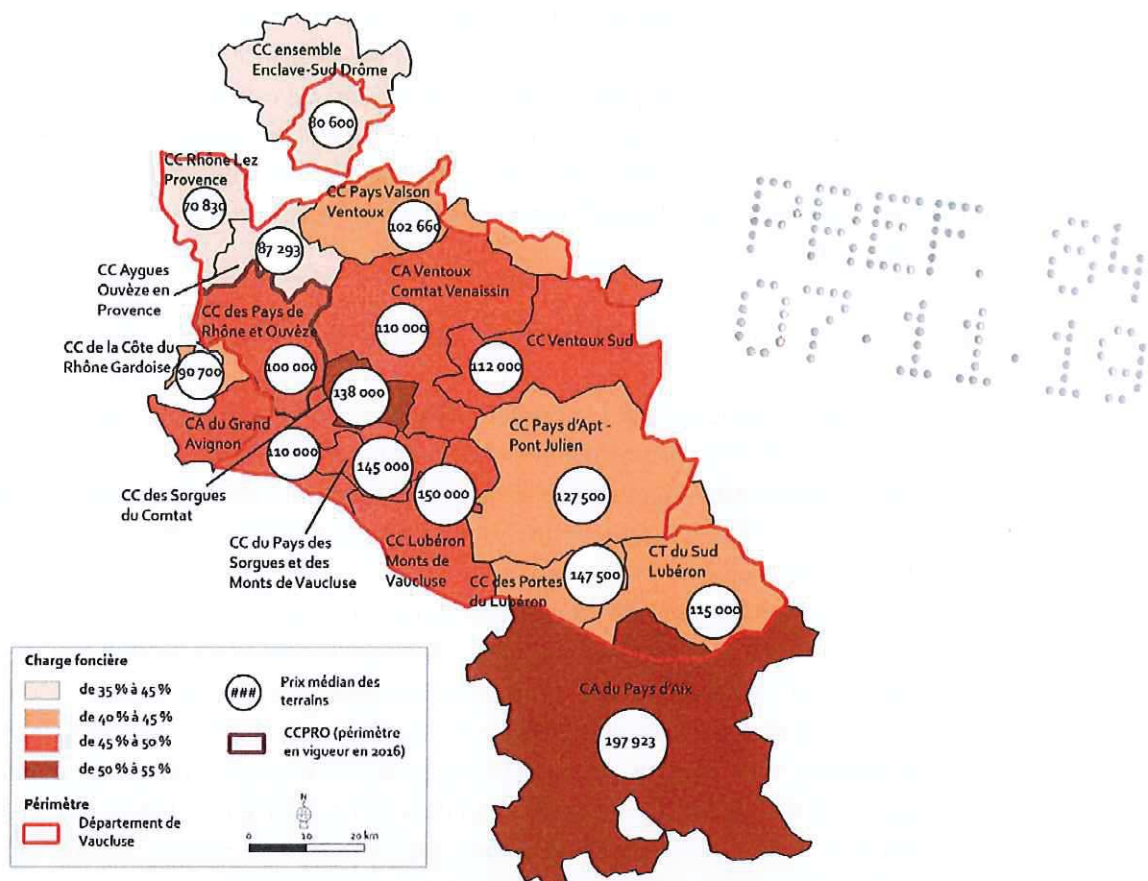 CC ensemble
Enclave-Sud Drôme
80 600
CC Rhône Lez
Provence
70 830
CC Pays Valson
Ventoux
102 660
87 293
CC Aygues
Ouvèze en
Provence
CA Ventoux
Comtat Venaissin
110 000
CC des Pays de
Rhône et Ouvèze
100 000
CC Ventoux Sud
112 000
CC de la Côte du
Rhône Gardoise
90 700
138 000
CA du Grand
Avignon
110 000
CC Pays d'Apt -
Pont Julien
127 500
145 000
150 000
CC des Sorgues
du Comtat
CC du Pays des
Sorgues et des
Monts de Vaucluse
CC Lubéron
Monts de
Vaucluse
CC des Portes
du Lubéron
147 500
CT du Sud
Lubéron
115 000
CA du Pays d'Aix
197 923
PREF. 84
07.11.19
Charge foncière
de 35 % à 45 %
de 40 % à 45 %
de 45 % à 50 %
de 50 % à 55 %
###
Prix médian des
terrains
CCPRO (périmètre
en vigueur en 2016)
Périmètre
Département de
Vaucluse
N
0 10 20 km